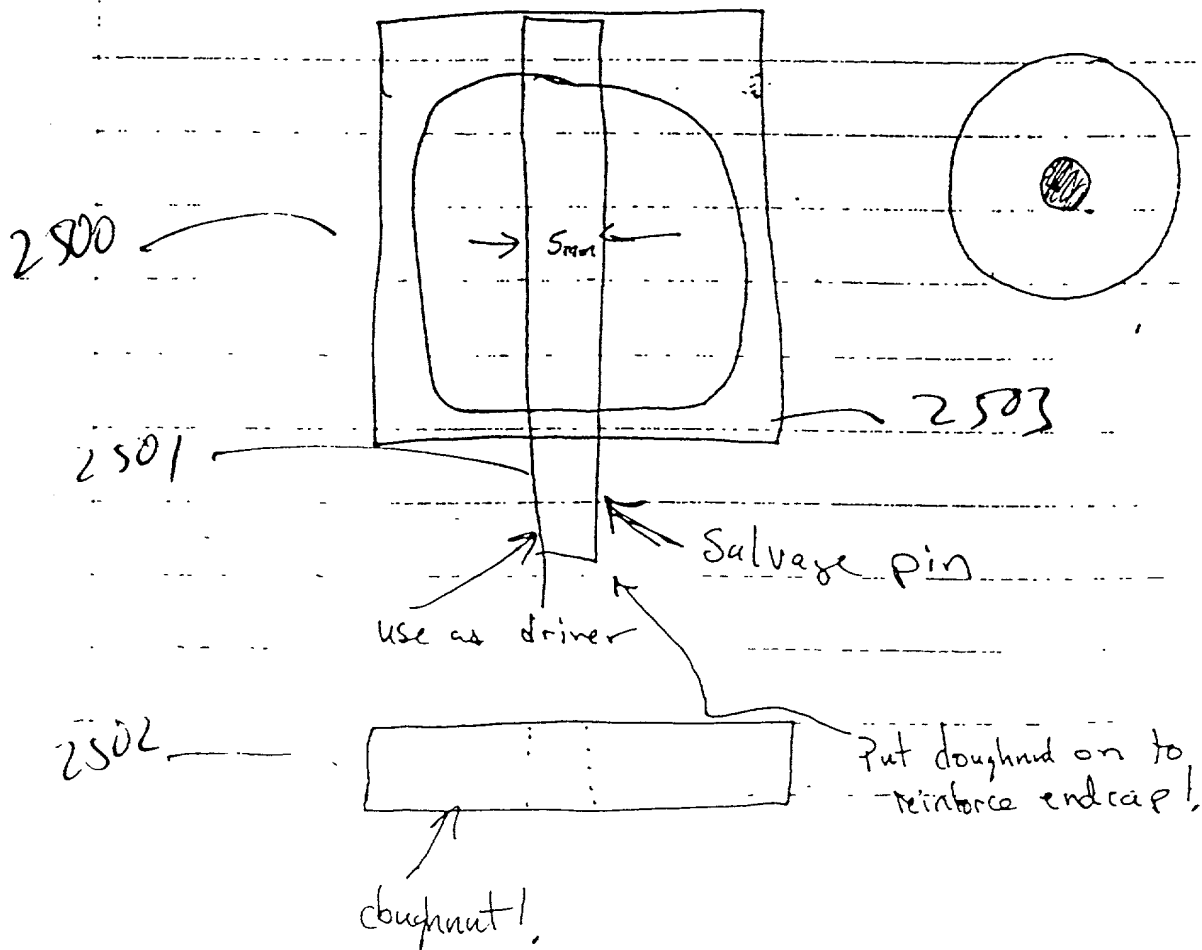 2500
5mm
2503
2501
Salvage pin
use as driver
2502
Put doughnut on to
reinforce endcap!
doughnut!